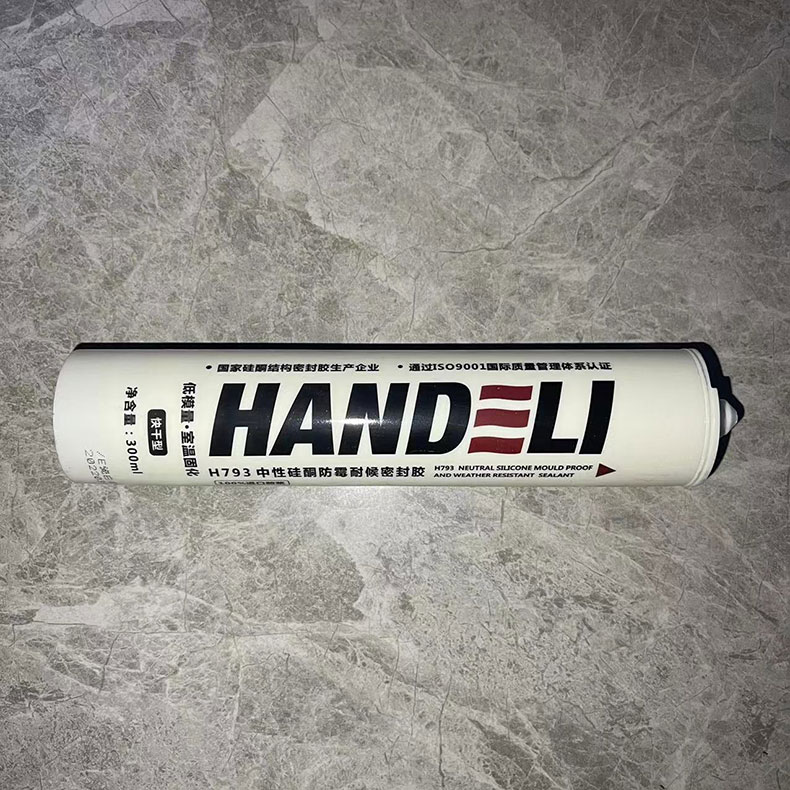 • 国家硅酮结构密封胶生产企业 • 通过ISO9001国际质量管理体系认证
HANDELI
H793 中性硅酮防霉耐候密封胶
H793 NEUTRAL SILICONE MOULD PROOF
AND WEATHER RESISTANT SEALANT
低模量·室温固化
快干型
净含量：300ml